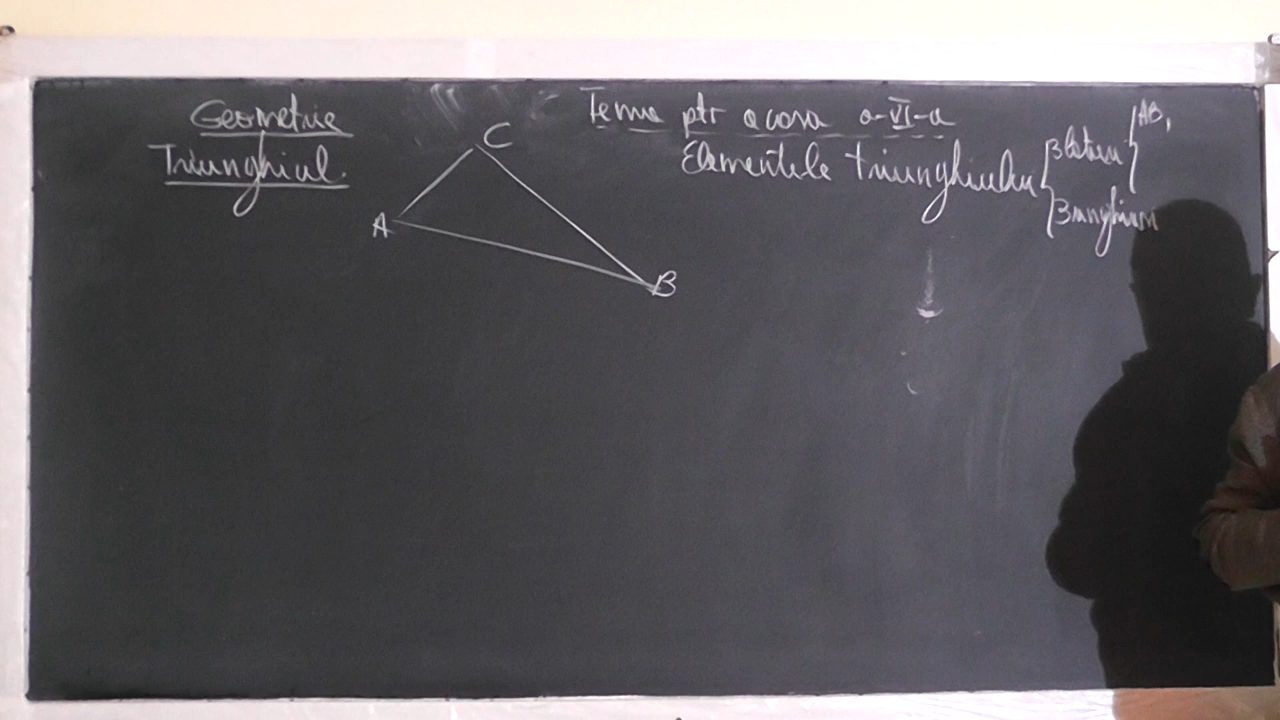 Geometrie
Triunghiul.
C
A
B
Tema ptr acasa a-VI-a
Elementele triunghiului
3 laturi
AB,
3 unghiuri